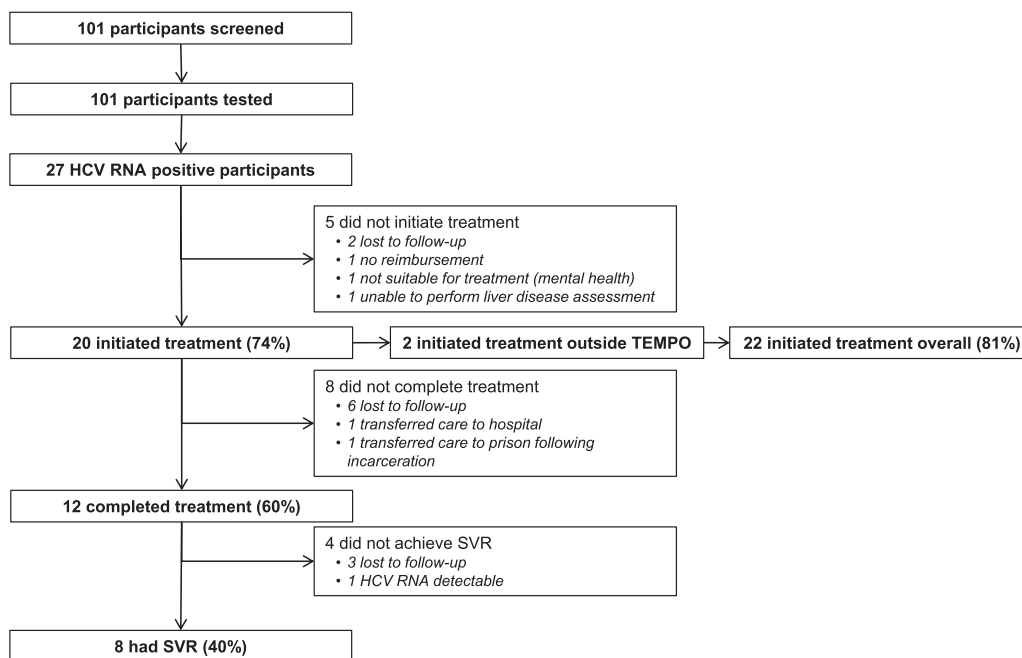 101 participants screened
101 participants tested
27 HCV RNA positive participants
5 did not initiate treatment
• 2 lost to follow-up
• 1 no reimbursement
• 1 not suitable for treatment (mental health)
• 1 unable to perform liver disease assessment
20 initiated treatment (74%)
2 initiated treatment outside TEMPO
22 initiated treatment overall (81%)
8 did not complete treatment
• 6 lost to follow-up
• 1 transferred care to hospital
• 1 transferred care to prison following
incarceration
12 completed treatment (60%)
4 did not achieve SVR
• 3 lost to follow-up
• 1 HCV RNA detectable
8 had SVR (40%)